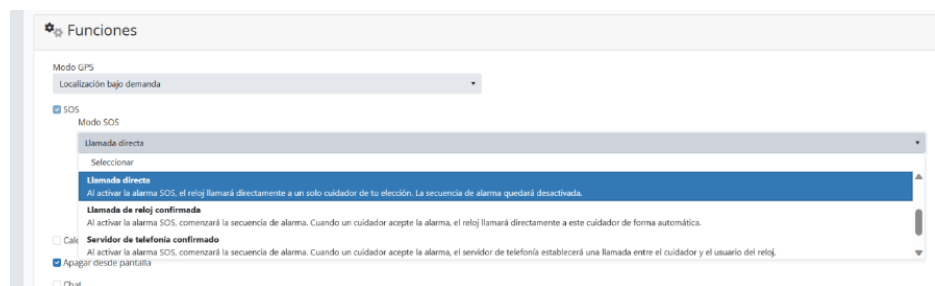 Funciones
Modo GPS
Localización bajo demanda
SOS
Modo SOS
Llamada directa
Seleccionar
Llamada directa
Al activar la alarma SOS, el reloj llamará directamente a un solo cuidador de tu elección. La secuencia de alarma quedará desactivada.
Llamada de reloj confirmada
Al activar la alarma SOS, comenzará la secuencia de alarma. Cuando un cuidador acepte la alarma, el reloj llamará directamente a este cuidador de forma automática.
Servidor de telefonía confirmado
Al activar la alarma SOS, comenzará la secuencia de alarma. Cuando un cuidador acepte la alarma, el servidor de telefonía establecerá una llamada entre el cuidador y el usuario del reloj.
Apagar desde pantalla
Chat